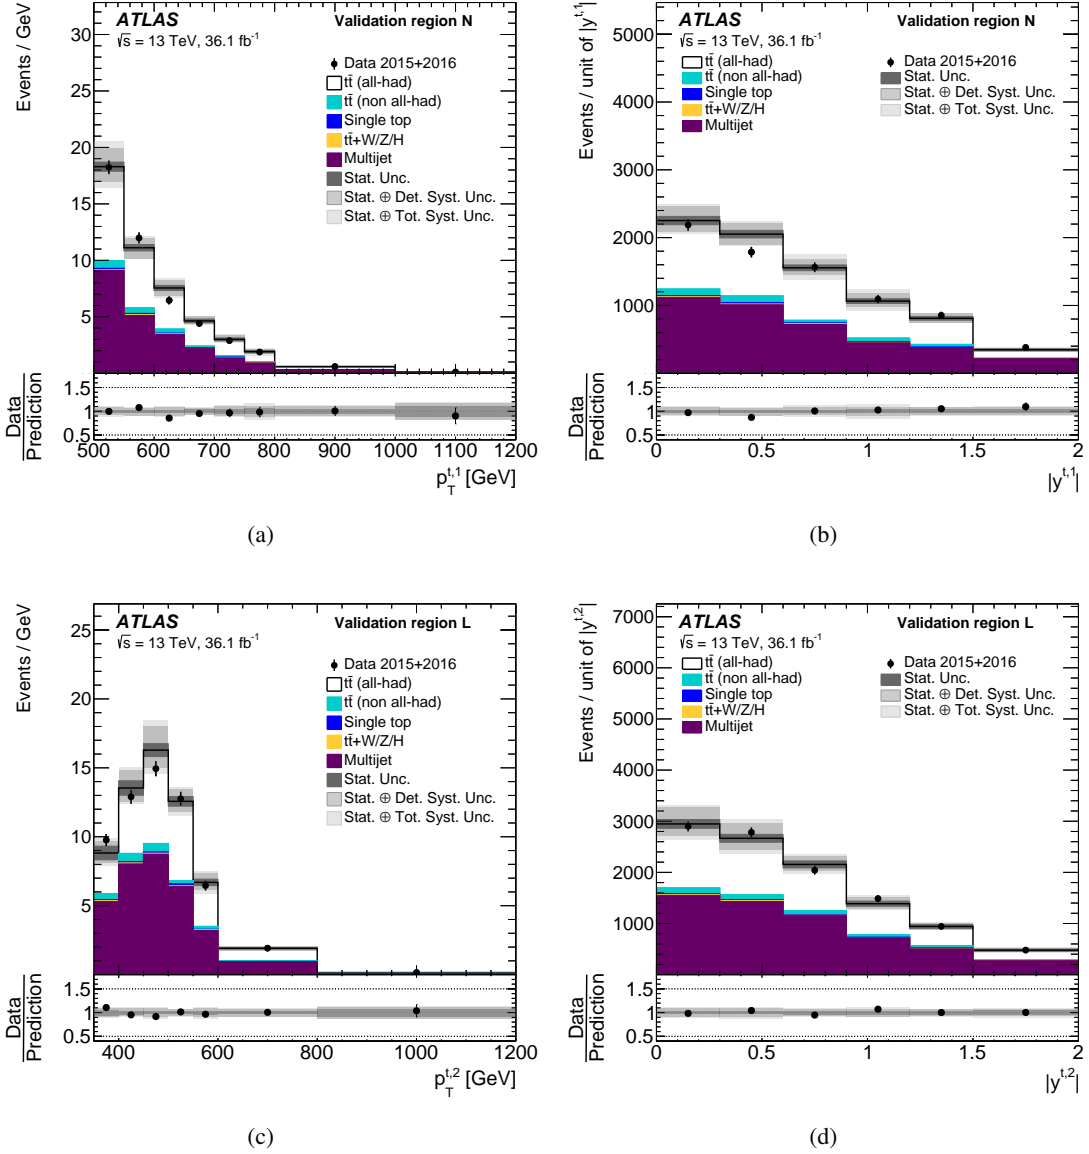 ATLAS Validation region N
√s = 13 TeV, 36.1 fb⁻¹
Data 2015+2016
tt̄ (all-had)
tt̄ (non all-had)
Single top
tt̄+W/Z/H
Multijet
Stat. Unc.
Stat. ⊕ Det. Syst. Unc.
Stat. ⊕ Tot. Syst. Unc.
Events / GeV
30
25
20
15
10
5
Data
Prediction
1.5
1
0.5
500 600 700 800 900 1000 1100 1200
p_T^{t,1} [GeV]
(a)
ATLAS Validation region N
√s = 13 TeV, 36.1 fb⁻¹
tt̄ (all-had)
tt̄ (non all-had)
Single top
tt̄+W/Z/H
Multijet
Data 2015+2016
Stat. Unc.
Stat. ⊕ Det. Syst. Unc.
Stat. ⊕ Tot. Syst. Unc.
Events / unit of |y^{t,1}|
5000
4000
3000
2000
1000
Data
Prediction
1.5
1
0.5
0 0.5 1 1.5 2
|y^{t,1}|
(b)
ATLAS Validation region L
√s = 13 TeV, 36.1 fb⁻¹
Data 2015+2016
tt̄ (all-had)
tt̄ (non all-had)
Single top
tt̄+W/Z/H
Multijet
Stat. Unc.
Stat. ⊕ Det. Syst. Unc.
Stat. ⊕ Tot. Syst. Unc.
Events / GeV
25
20
15
10
5
Data
Prediction
1.5
1
0.5
400 600 800 1000 1200
p_T^{t,2} [GeV]
(c)
ATLAS Validation region L
√s = 13 TeV, 36.1 fb⁻¹
tt̄ (all-had)
tt̄ (non all-had)
Single top
tt̄+W/Z/H
Multijet
Data 2015+2016
Stat. Unc.
Stat. ⊕ Det. Syst. Unc.
Stat. ⊕ Tot. Syst. Unc.
Events / unit of |y^{t,2}|
7000
6000
5000
4000
3000
2000
1000
Data
Prediction
1.5
1
0.5
0 0.5 1 1.5 2
|y^{t,2}|
(d)